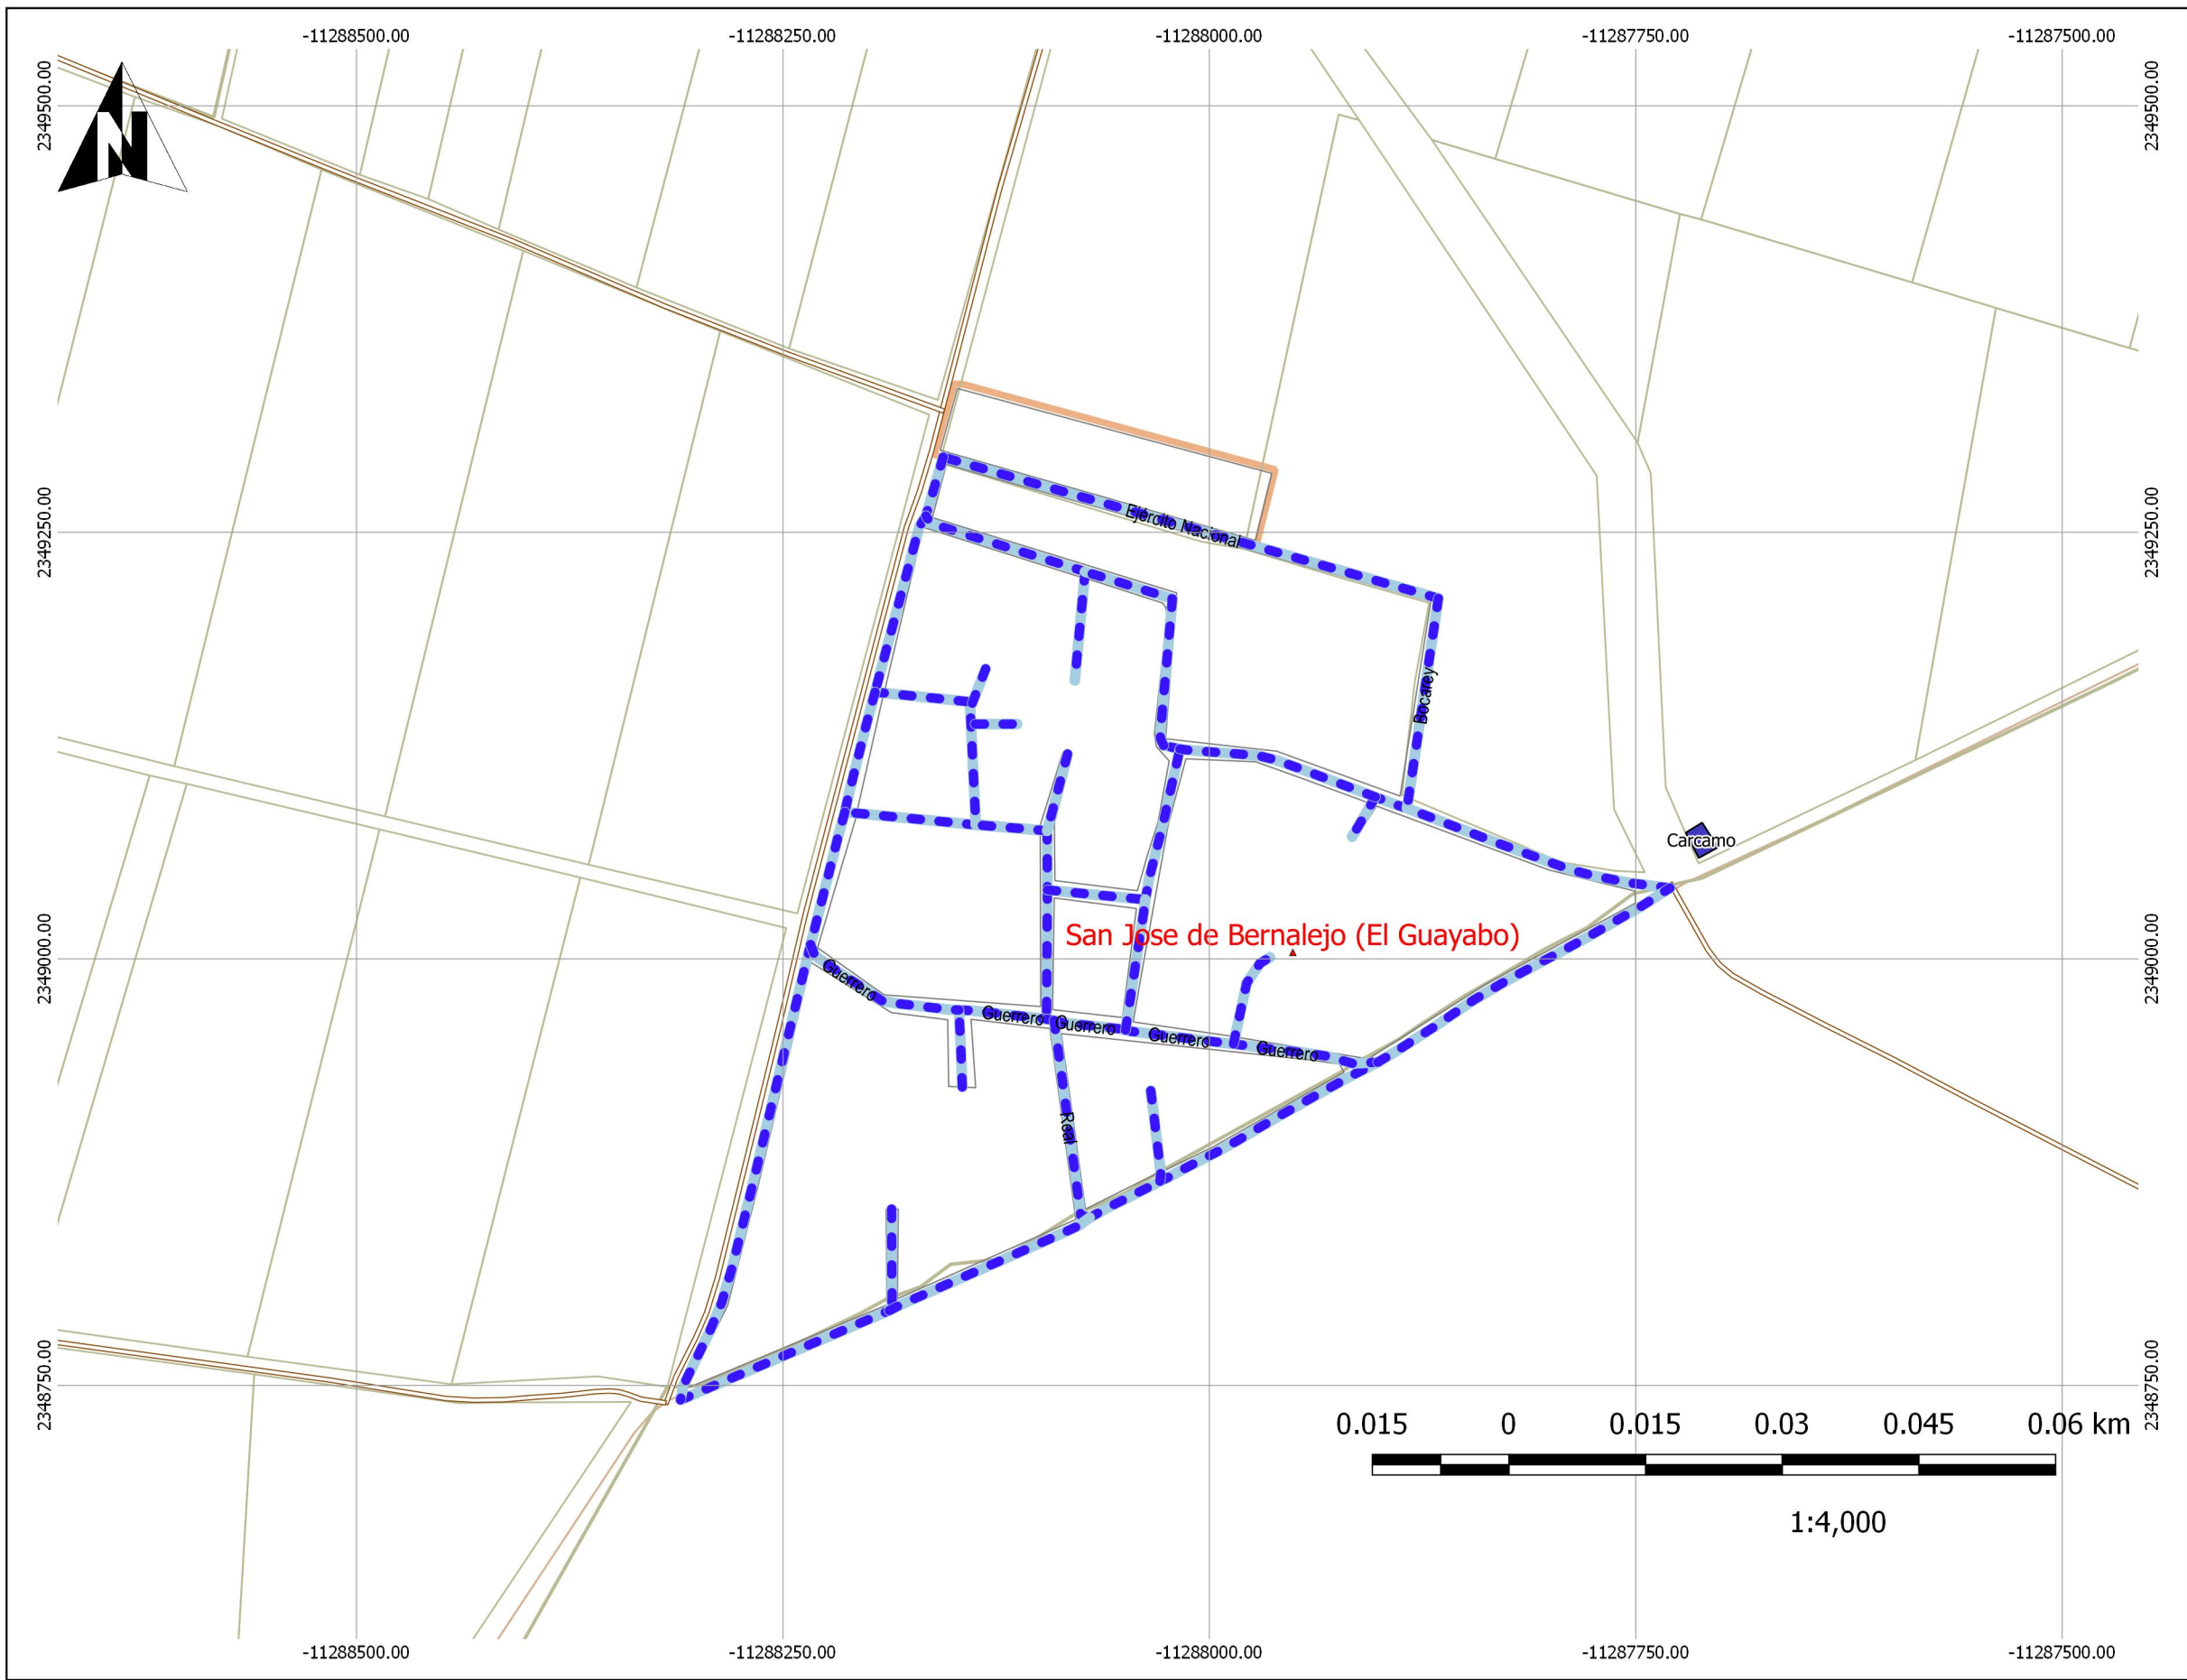 -11288500.00 -11288250.00 -11288000.00 -11287750.00 -11287500.00
2349500.00 2349500.00
N
Ejército Nacional
2349250.00 2349250.00
Bocarey
Carcamo
San Jose de Bernalejo (El Guayabo)
2349000.00 2349000.00
Guerrero
Guerrero
Guerrero
Guerrero
Guerrero
Real
2348750.00 2348750.00
0.015 0 0.015 0.03 0.045 0.06 km
1:4,000
-11288500.00 -11288250.00 -11288000.00 -11287750.00 -11287500.00